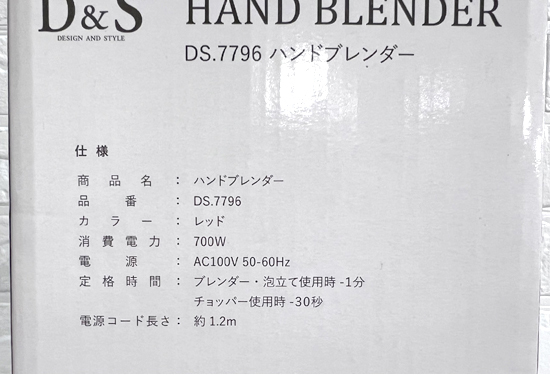 D&S
DESIGN AND STYLE
HAND BLENDER
DS.7796 ハンドブレンダー
仕様
商品名：ハンドブレンダー
品番：DS.7796
カラー：レッド
消費電力：700W
電源：AC100V 50-60Hz
定格時間：ブレンダー・泡立て使用時 -1分
チョッパー使用時 -30秒
電源コード長さ：約 1.2m